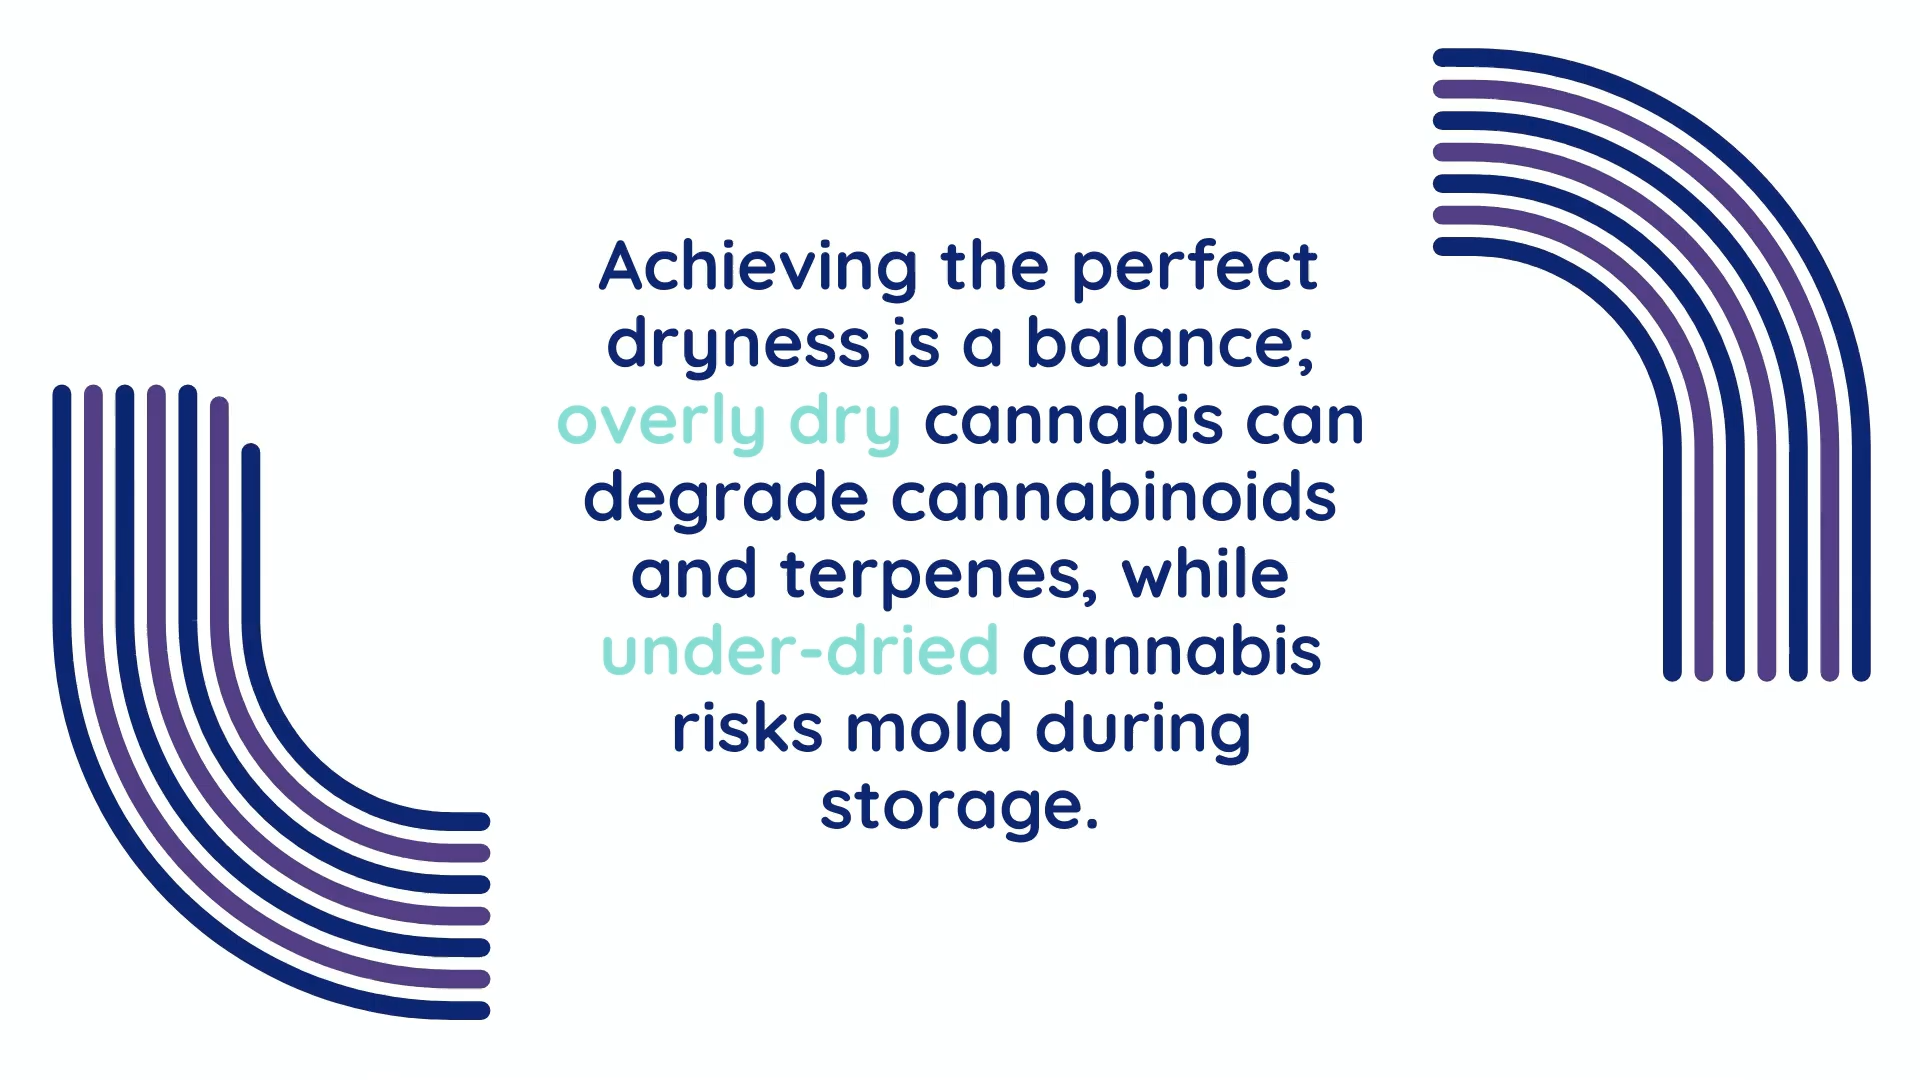 Achieving the perfect
dryness is a balance;
overly dry cannabis can
degrade cannabinoids
and terpenes, while
under-dried cannabis
risks mold during
storage.